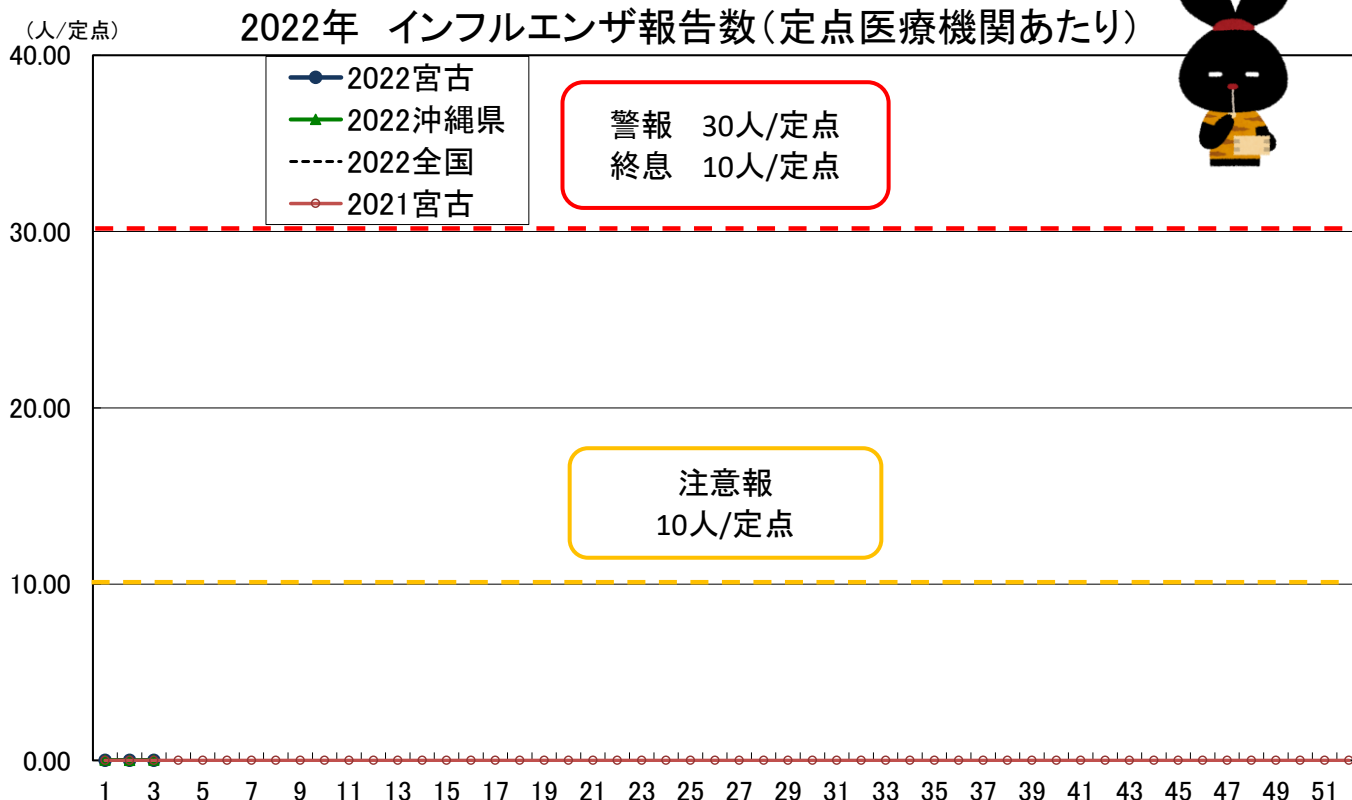 （人/定点）
2022年　インフルエンザ報告数（定点医療機関あたり）
40.00
30.00
20.00
10.00
0.00
2022宮古
2022沖縄県
2022全国
2021宮古
警報　30人/定点
終息　10人/定点
注意報
10人/定点
1 3 5 7 9 11 13 15 17 19 21 23 25 27 29 31 33 35 37 39 41 43 45 47 49 51